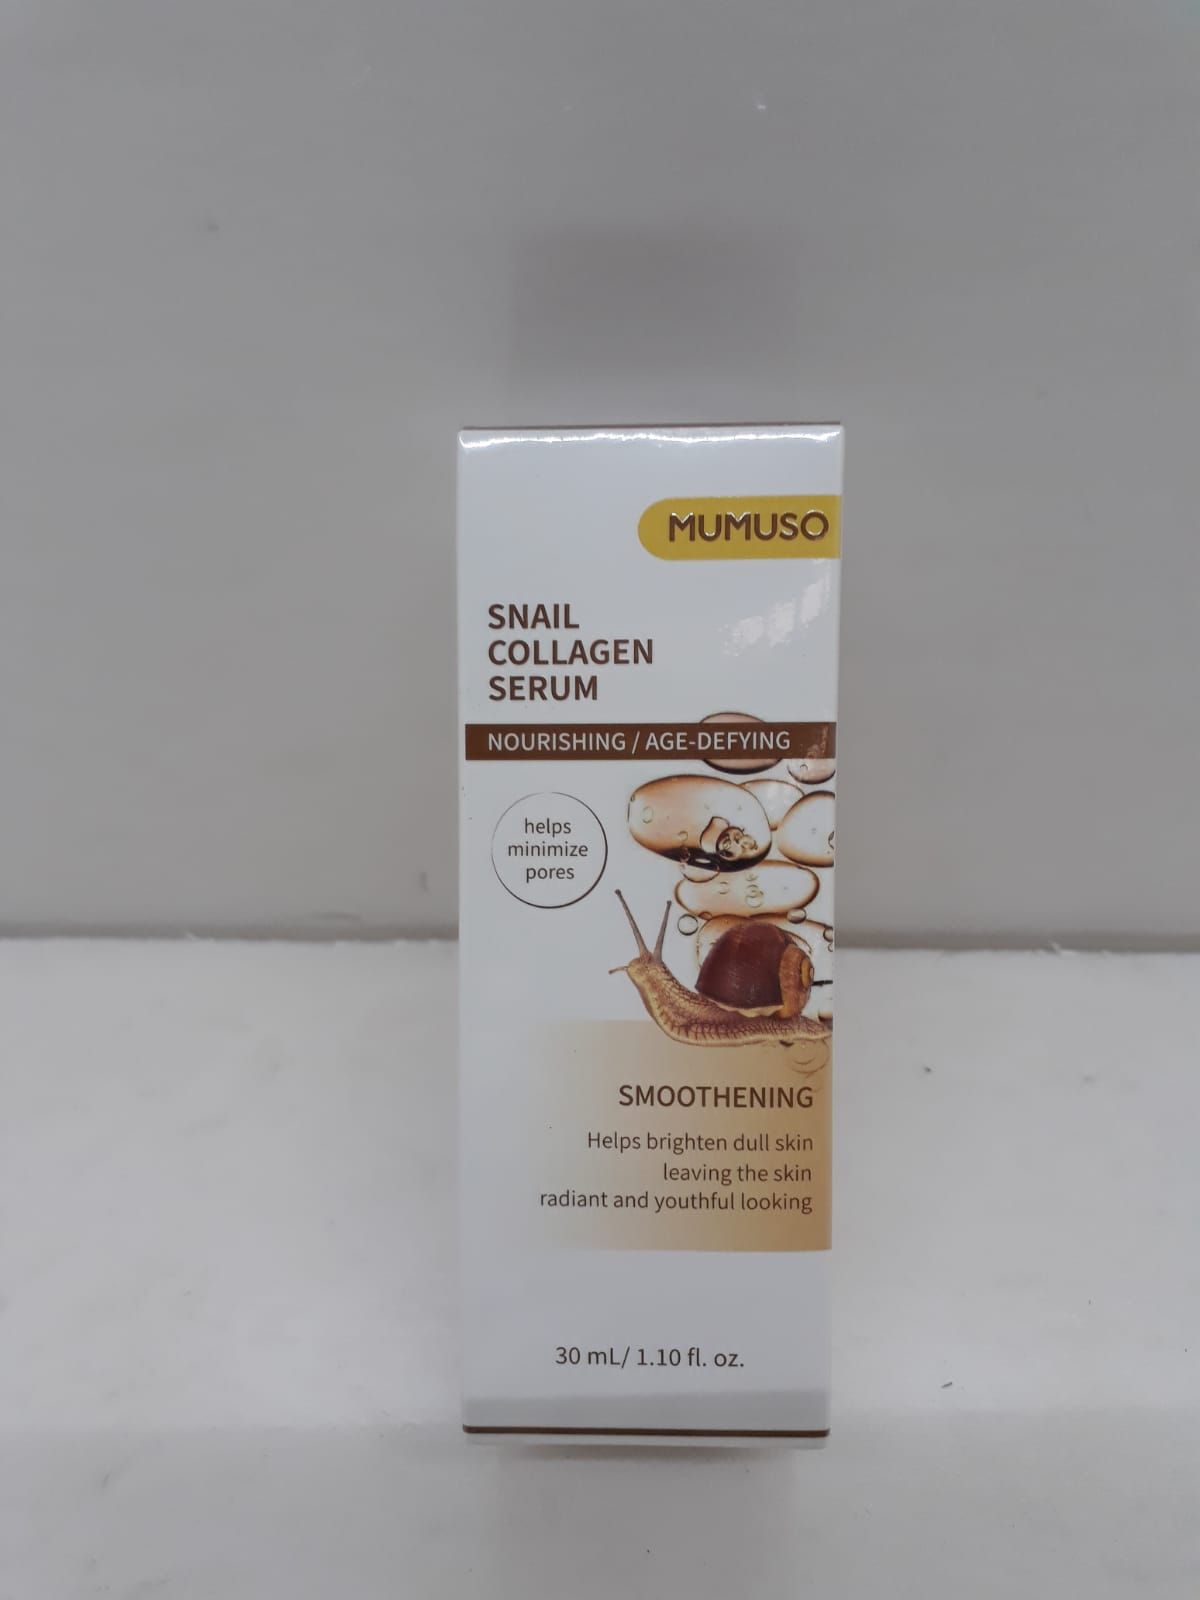 MUMUSO
SNAIL
COLLAGEN
SERUM
NOURISHING / AGE-DEFYING
helps
minimize
pores
SMOOTHENING
Helps brighten dull skin
leaving the skin
radiant and youthful looking
30 mL/ 1.10 fl. oz.